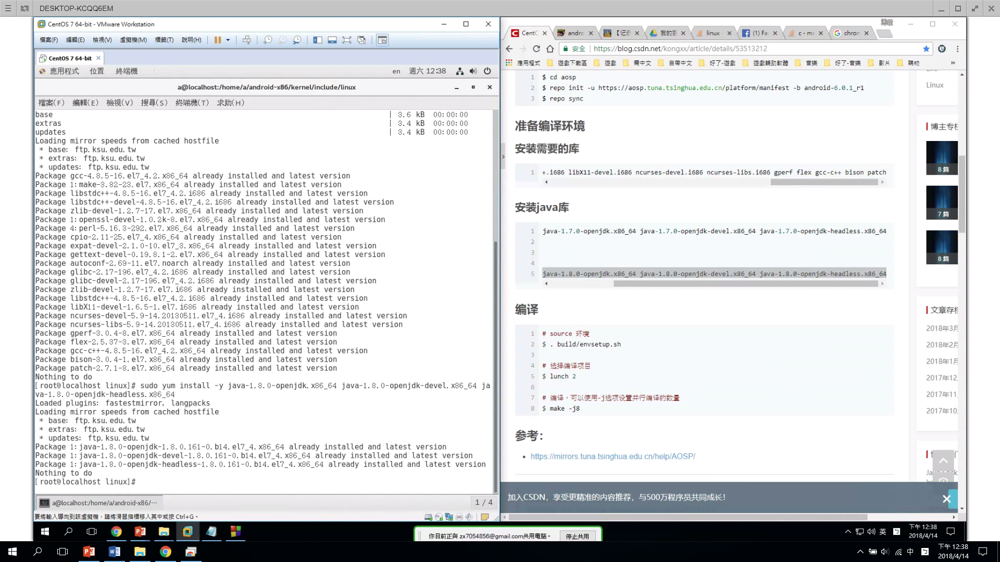 DESKTOP-KCQQ6EM
CentOS 7 64-bit - VMware Workstation
檔案(F) 編輯(E) 檢視(V) 虛擬機(M) 標籤(T) 說明(H)
CentOS 7 64-bit
應用程式 位置 終端機 en 週六 12:38
a@localhost:/home/a/android-x86/kernel/include/linux
檔案(F) 編輯(E) 檢視(V) 搜尋(S) 終端機(T) 求助(H)
base | 3.6 kB 00:00:00
extras | 3.4 kB 00:00:00
updates | 3.4 kB 00:00:00
Loading mirror speeds from cached hostfile
* base: ftp.ksu.edu.tw
* extras: ftp.ksu.edu.tw
* updates: ftp.ksu.edu.tw
Package gcc-4.8.5-16.el7_4.2.x86_64 already installed and latest version
Package 1:make-3.82-23.el7.x86_64 already installed and latest version
Package libstdc++-4.8.5-16.el7_4.2.i686 already installed and latest version
Package libstdc++-devel-4.8.5-16.el7_4.2.i686 already installed and latest version
Package zlib-devel-1.2.7-17.el7.x86_64 already installed and latest version
Package 1:openssl-devel-1.0.2k-8.el7.x86_64 already installed and latest version
Package 4:perl-5.16.3-292.el7.x86_64 already installed and latest version
Package cpio-2.11-25.el7_4.x86_64 already installed and latest version
Package expat-devel-2.1.0-10.el7_3.x86_64 already installed and latest version
Package gettext-devel-0.19.8.1-2.el7.x86_64 already installed and latest version
Package autoconf-2.69-11.el7.noarch already installed and latest version
Package glibc-2.17-196.el7_4.2.i686 already installed and latest version
Package glibc-devel-2.17-196.el7_4.2.i686 already installed and latest version
Package zlib-devel-1.2.7-17.el7.i686 already installed and latest version
Package libstdc++-4.8.5-16.el7_4.2.i686 already installed and latest version
Package libX11-devel-1.6.5-1.el7.i686 already installed and latest version
Package ncurses-devel-5.9-14.20130511.el7_4.i686 already installed and latest version
Package ncurses-libs-5.9-14.20130511.el7_4.i686 already installed and latest version
Package gperf-3.0.4-8.el7.x86_64 already installed and latest version
Package flex-2.5.37-3.el7.x86_64 already installed and latest version
Package gcc-c++-4.8.5-16.el7_4.2.x86_64 already installed and latest version
Package bison-3.0.4-1.el7.x86_64 already installed and latest version
Package patch-2.7.1-8.el7.x86_64 already installed and latest version
Nothing to do
[root@localhost linux]# sudo yum install -y java-1.8.0-openjdk.x86_64 java-1.8.0-openjdk-devel.x86_64 ja
va-1.8.0-openjdk-headless.x86_64
Loaded plugins: fastestmirror, langpacks
Loading mirror speeds from cached hostfile
* base: ftp.ksu.edu.tw
* extras: ftp.ksu.edu.tw
* updates: ftp.ksu.edu.tw
Package 1:java-1.8.0-openjdk-1.8.0.161-0.b14.el7_4.x86_64 already installed and latest version
Package 1:java-1.8.0-openjdk-devel-1.8.0.161-0.b14.el7_4.x86_64 already installed and latest version
Package 1:java-1.8.0-openjdk-headless-1.8.0.161-0.b14.el7_4.x86_64 already installed and latest version
Nothing to do
[root@localhost linux]#
a@localhost:/home/a/android-x86/··· 1 / 4
要將輸入導向到該虛擬機，請將滑鼠指標移入其中或按 Ctrl+G。
CentC andro 【记录 我的雲 linux - (1) Fa c - ma chron
安全 | https://blog.csdn.net/kongxx/article/details/53513212
應用程式 遊戲下載區 遊戲 需中文 自帶中文 好了-遊戲 遊戲輔助軟體 音擬 好了-音擬 影片 購物 »
1 $ cd aosp
2 $ repo init -u https://aosp.tuna.tsinghua.edu.cn/platform/manifest -b android-6.0.1_r1
3 $ repo sync
准备编译环境
安装需要的库
1 +.i686 libX11-devel.i686 ncurses-devel.i686 ncurses-libs.i686 gperf flex gcc-c++ bison patch
安装java库
1 java-1.7.0-openjdk.x86_64 java-1.7.0-openjdk-devel.x86_64 java-1.7.0-openjdk-headless.x86_64
2
3
4
5 java-1.8.0-openjdk.x86_64 java-1.8.0-openjdk-devel.x86_64 java-1.8.0-openjdk-headless.x86_64
编译
1 # source 环境
2 $ . build/envsetup.sh
3
4 # 选择编译项目
5 $ lunch 2
6
7 # 编译，可以使用-j选项设置并行编译的数量
8 $ make -j8
参考：
https://mirrors.tuna.tsinghua.edu.cn/help/AOSP/
Linux
博主专栏
8 篇
7 篇
8 篇
文章存档
2018年3月
2018年2月
2018年1月
2017年12
2017年11
2017年10
加入CSDN，享受更精准的内容推荐，与500万程序员共同成长！
你目前正與 zx7054856@gmail.com共用電腦。 停止共用
英 下午 12:38
2018/4/14
中 下午 12:38
2018/4/14